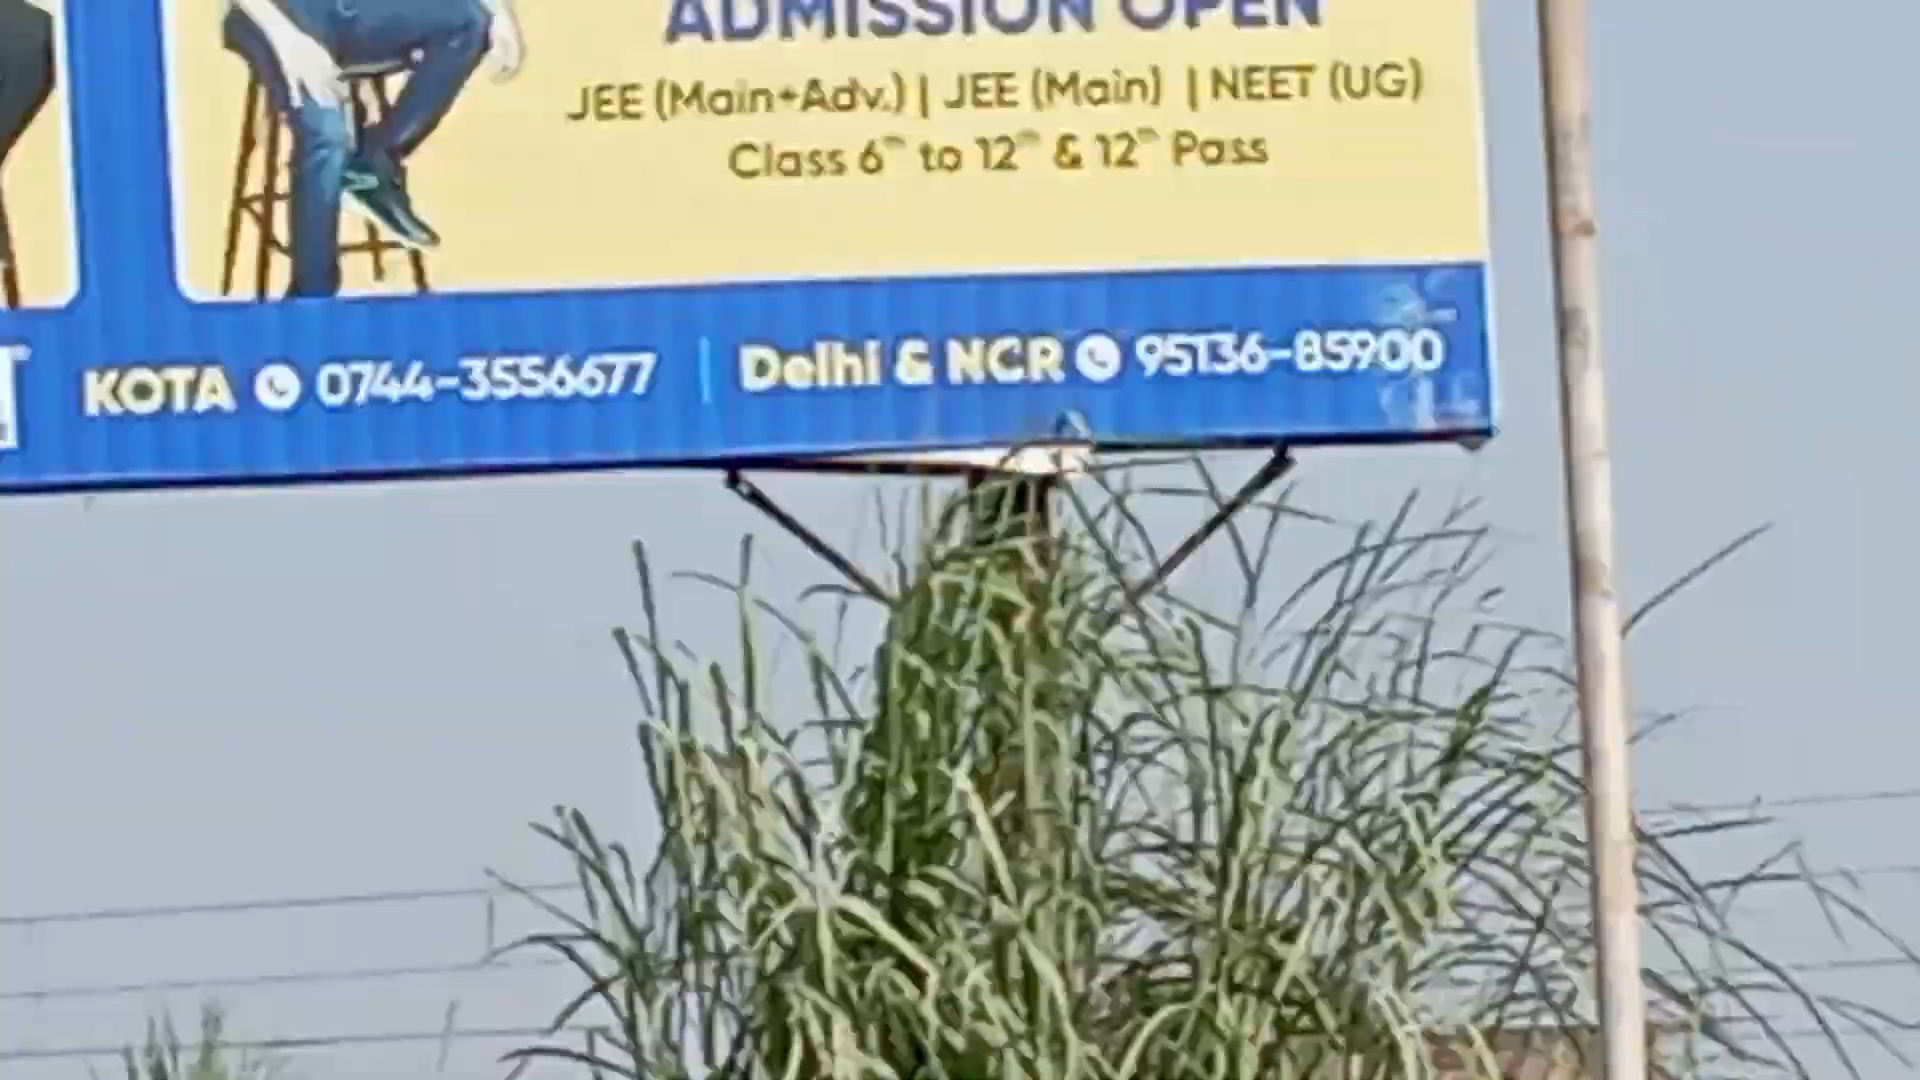 ADMISSION OPEN
JEE (Main+Adv.) | JEE (Main) | NEET (UG)
Class 6th to 12th & 12th Pass
KOTA 0744-3556677 | Delhi & NCR 95136-85900